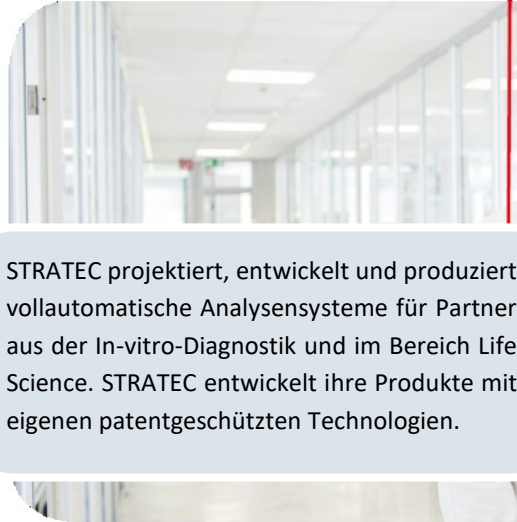 STRATEC projektiert, entwickelt und produziert
vollautomatische Analysensysteme für Partner
aus der In-vitro-Diagnostik und im Bereich Life
Science. STRATEC entwickelt ihre Produkte mit
eigenen patentgeschützten Technologien.